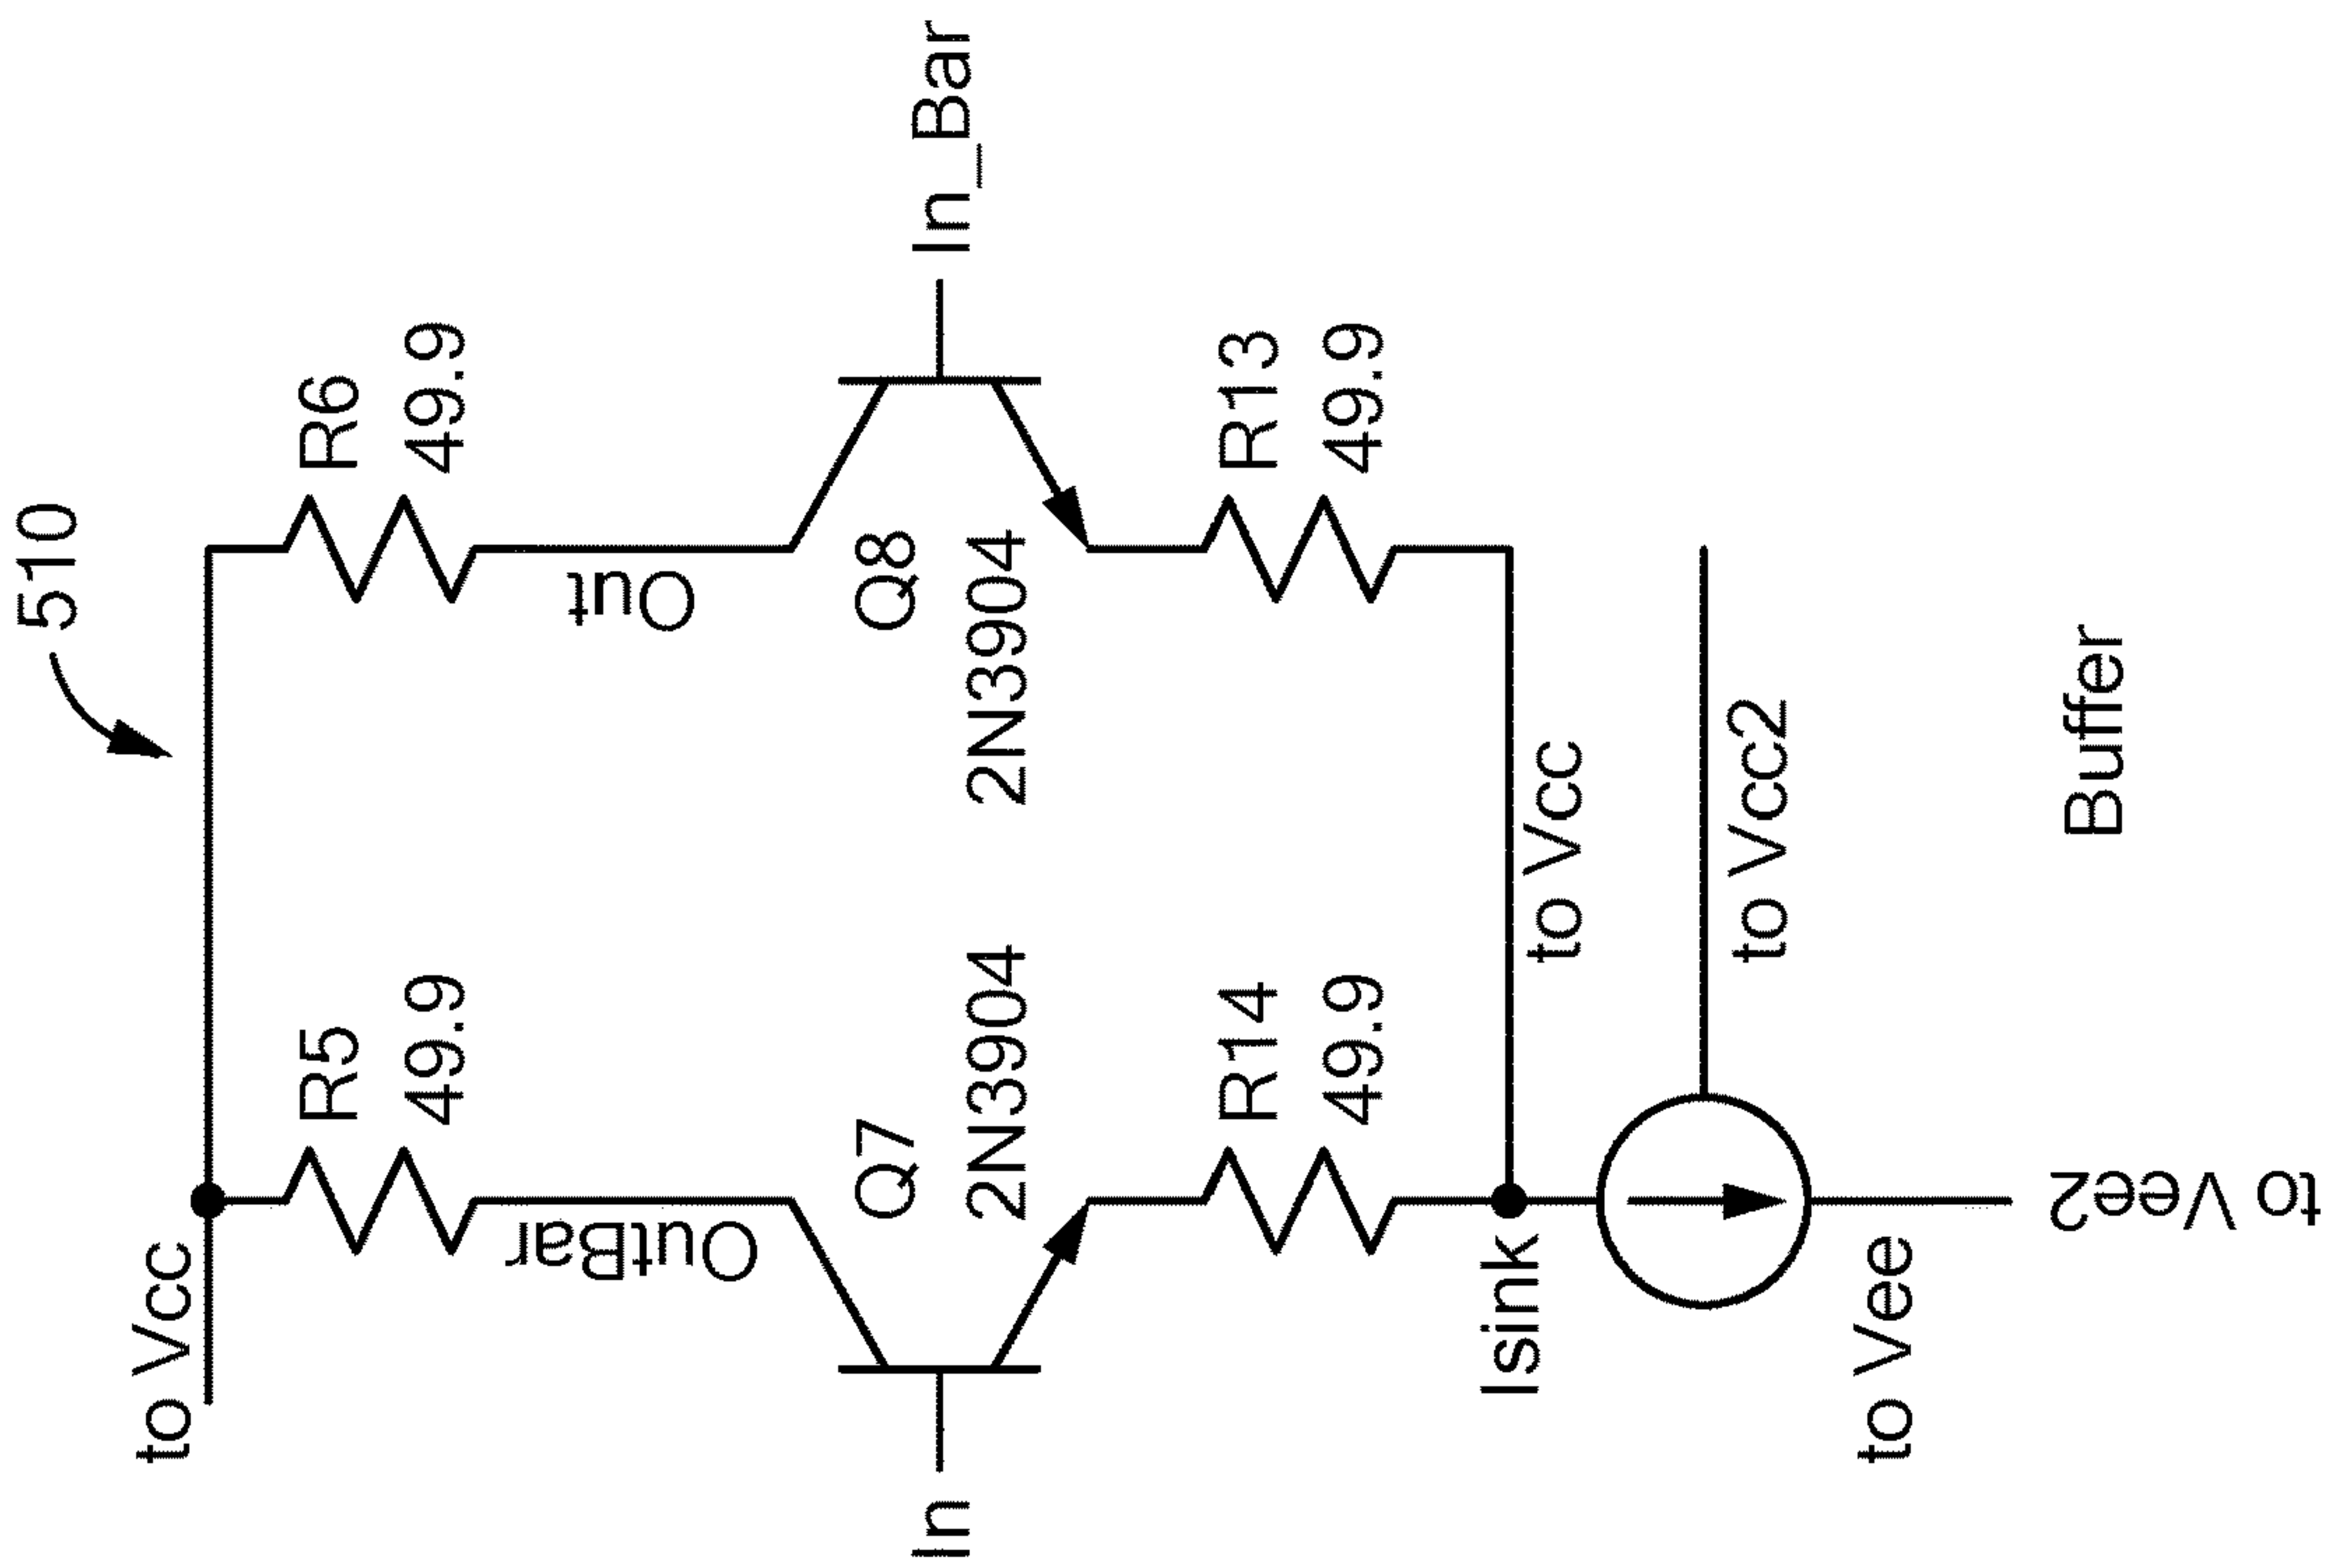 510
to Vcc
R5
49.9
R6
49.9
OutBar
Out
In
Q7
2N3904
Q8
2N3904
In_Bar
R14
49.9
R13
49.9
Isink
to Vcc
to Vcc2
to Vee
to Vee2
Buffer